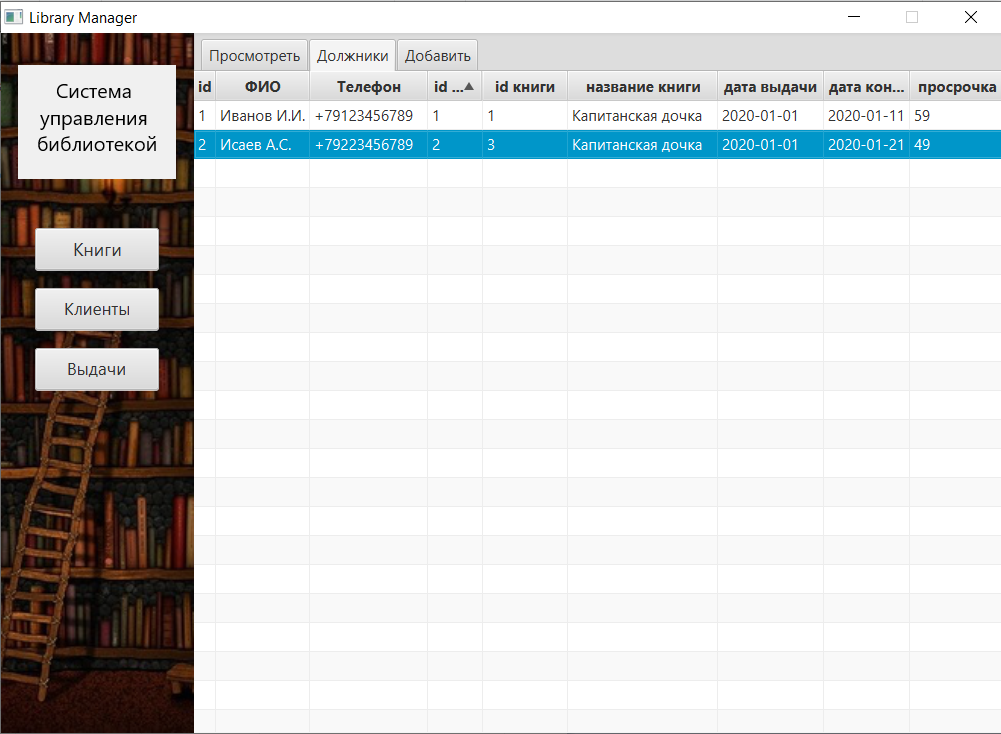 Library Manager
Система
управления
библиотекой
Книги
Клиенты
Выдачи
Просмотреть Должники Добавить
id ФИО Телефон id ... id книги название книги дата выдачи дата кон... просрочка
1 Иванов И.И. +79123456789 1 1 Капитанская дочка 2020-01-01 2020-01-11 59
2 Исаев А.С. +79223456789 2 3 Капитанская дочка 2020-01-01 2020-01-21 49